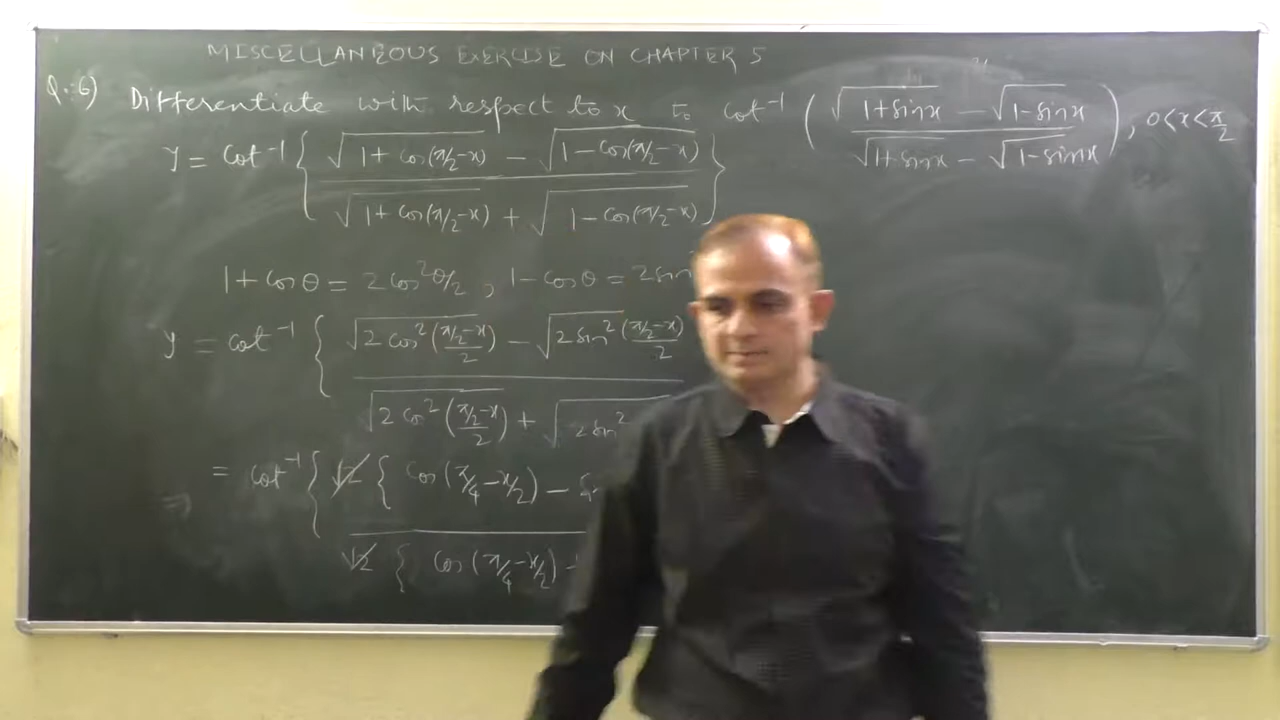 MISCELLANEOUS EXERCISE ON CHAPTER 5
Q.:6) Differentiate with respect to x to cot⁻¹ ( (√(1+sinx) − √(1−sinx)) / (√(1+sinx) − √(1−sinx)) ), 0<x<π/2
y = cot⁻¹ { (√(1+cos(π/2−x)) − √(1−cos(π/2−x))) / (√(1+cos(π/2−x)) + √(1−cos(π/2−x))) }
1+cosθ = 2cos²θ/2 , 1−cosθ = 2sin
y = cot⁻¹ { √(2cos²((π/2−x)/2)) − √(2sin²((π/2−x)/2))
√(2cos²((π/2−x)/2)) + √(2sin²
= cot⁻¹ { √2 { cos(π/4−x/2) −
⇒
√2 { cos(π/4−x/2)